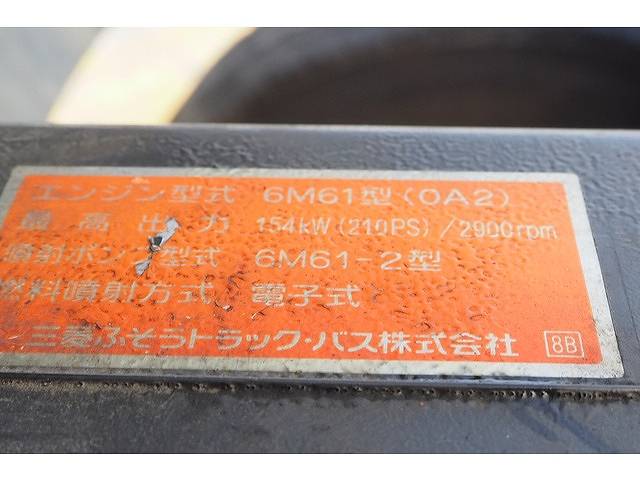 エンジン型式 6M61型(0A2)
最高出力 154kW(210PS)/2900rpm
噴射ポンプ型式 6M61-2型
燃料噴射方式 電子式
三菱ふそうトラック・バス株式会社 8B